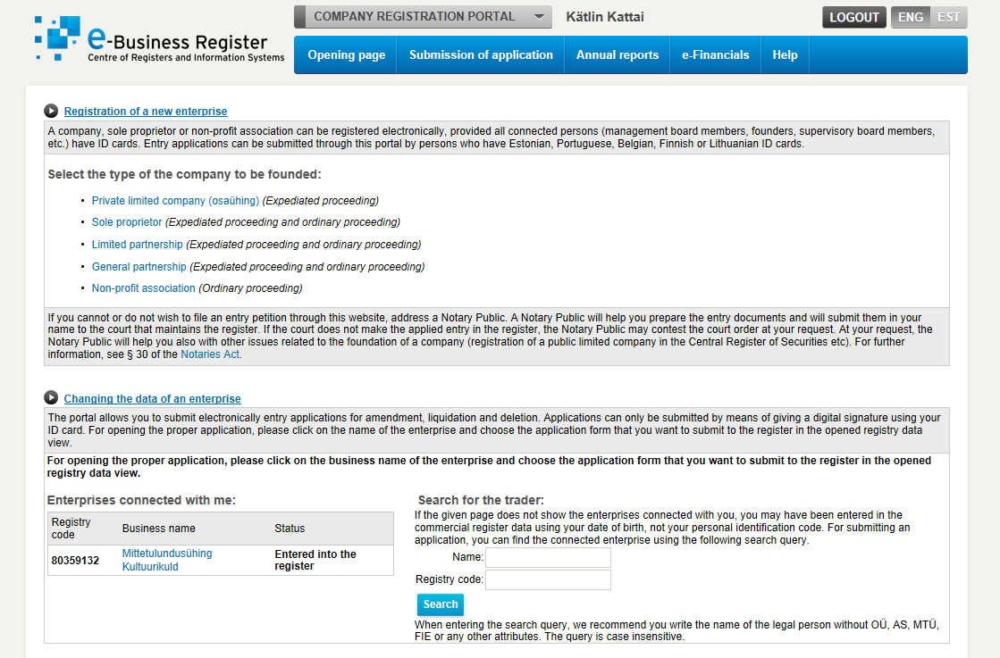 e-Business Register
Centre of Registers and Information Systems
COMPANY REGISTRATION PORTAL
Kätlin Kattai
LOGOUT
ENG
EST
Opening page
Submission of application
Annual reports
e-Financials
Help
Registration of a new enterprise
A company, sole proprietor or non-profit association can be registered electronically, provided all connected persons (management board members, founders, supervisory board members,
etc.) have ID cards. Entry applications can be submitted through this portal by persons who have Estonian, Portuguese, Belgian, Finnish or Lithuanian ID cards.
Select the type of the company to be founded:
• Private limited company (osaühing) (Expediated proceeding)
• Sole proprietor (Expediated proceeding and ordinary proceeding)
• Limited partnership (Expediated proceeding and ordinary proceeding)
• General partnership (Expediated proceeding and ordinary proceeding)
• Non-profit association (Ordinary proceeding)
If you cannot or do not wish to file an entry petition through this website, address a Notary Public. A Notary Public will help you prepare the entry documents and will submit them in your
name to the court that maintains the register. If the court does not make the applied entry in the register, the Notary Public may contest the court order at your request. At your request, the
Notary Public will help you also with other issues related to the foundation of a company (registration of a public limited company in the Central Register of Securities etc). For further
information, see § 30 of the Notaries Act.
Changing the data of an enterprise
The portal allows you to submit electronically entry applications for amendment, liquidation and deletion. Applications can only be submitted by means of giving a digital signature using your
ID card. For opening the proper application, please click on the name of the enterprise and choose the application form that you want to submit to the register in the opened registry data
view.
For opening the proper application, please click on the business name of the enterprise and choose the application form that you want to submit to the register in the opened
registry data view.
Enterprises connected with me:
Registry
code
Business name
Status
80359132
Mittetulundusühing
Kultuurikuld
Entered into the
register
Search for the trader:
If the given page does not show the enterprises connected with you, you may have been entered in the
commercial register data using your date of birth, not your personal identification code. For submitting an
application, you can find the connected enterprise using the following search query.
Name:
Registry code:
Search
When entering the search query, we recommend you write the name of the legal person without OÜ, AS, MTÜ,
FIE or any other attributes. The query is case insensitive.